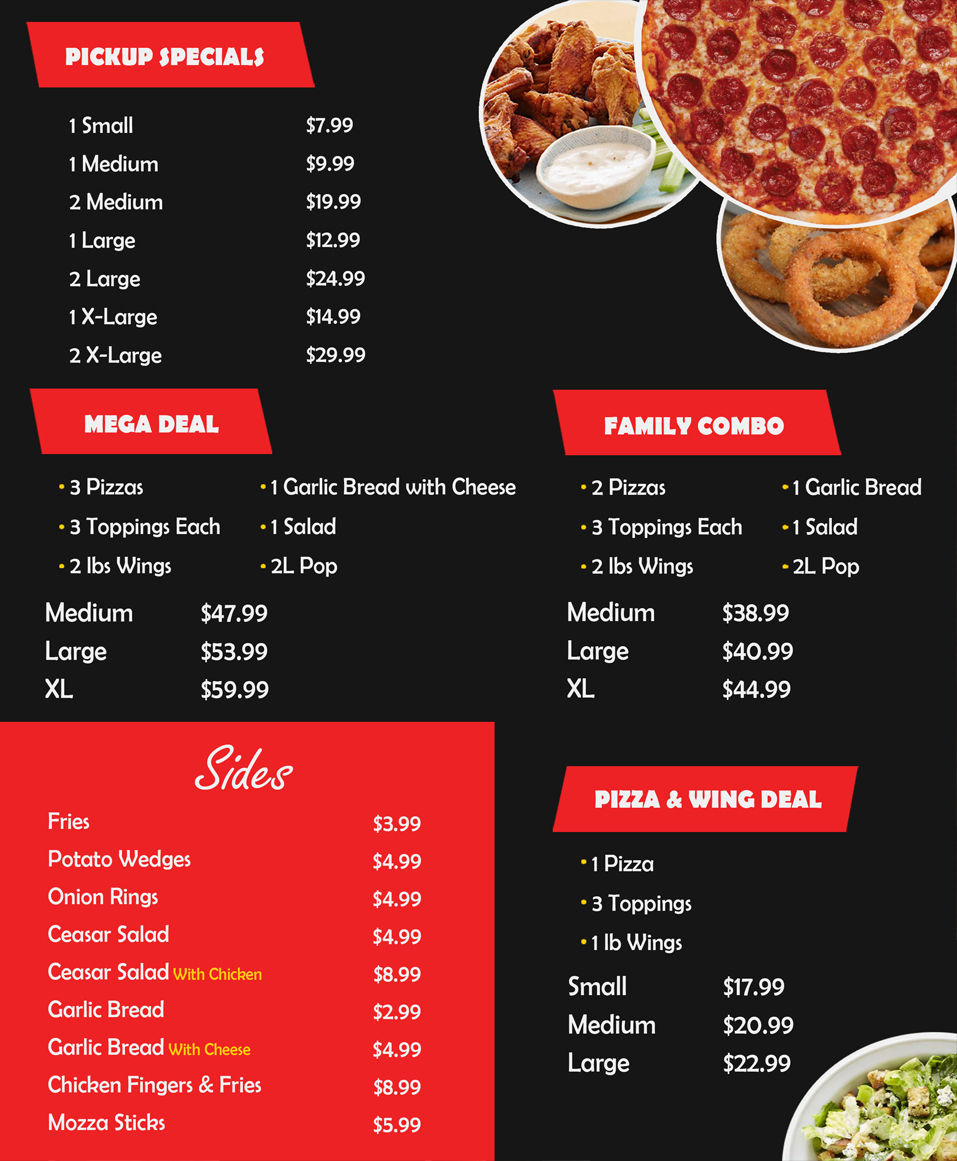 PICKUP SPECIALS
1 Small $7.99
1 Medium $9.99
2 Medium $19.99
1 Large $12.99
2 Large $24.99
1 X-Large $14.99
2 X-Large $29.99
MEGA DEAL
• 3 Pizzas • 1 Garlic Bread with Cheese
• 3 Toppings Each • 1 Salad
• 2 lbs Wings • 2L Pop
Medium $47.99
Large $53.99
XL $59.99
FAMILY COMBO
• 2 Pizzas • 1 Garlic Bread
• 3 Toppings Each • 1 Salad
• 2 lbs Wings • 2L Pop
Medium $38.99
Large $40.99
XL $44.99
Sides
Fries $3.99
Potato Wedges $4.99
Onion Rings $4.99
Ceasar Salad $4.99
Ceasar Salad With Chicken $8.99
Garlic Bread $2.99
Garlic Bread With Cheese $4.99
Chicken Fingers & Fries $8.99
Mozza Sticks $5.99
PIZZA & WING DEAL
• 1 Pizza
• 3 Toppings
• 1 lb Wings
Small $17.99
Medium $20.99
Large $22.99